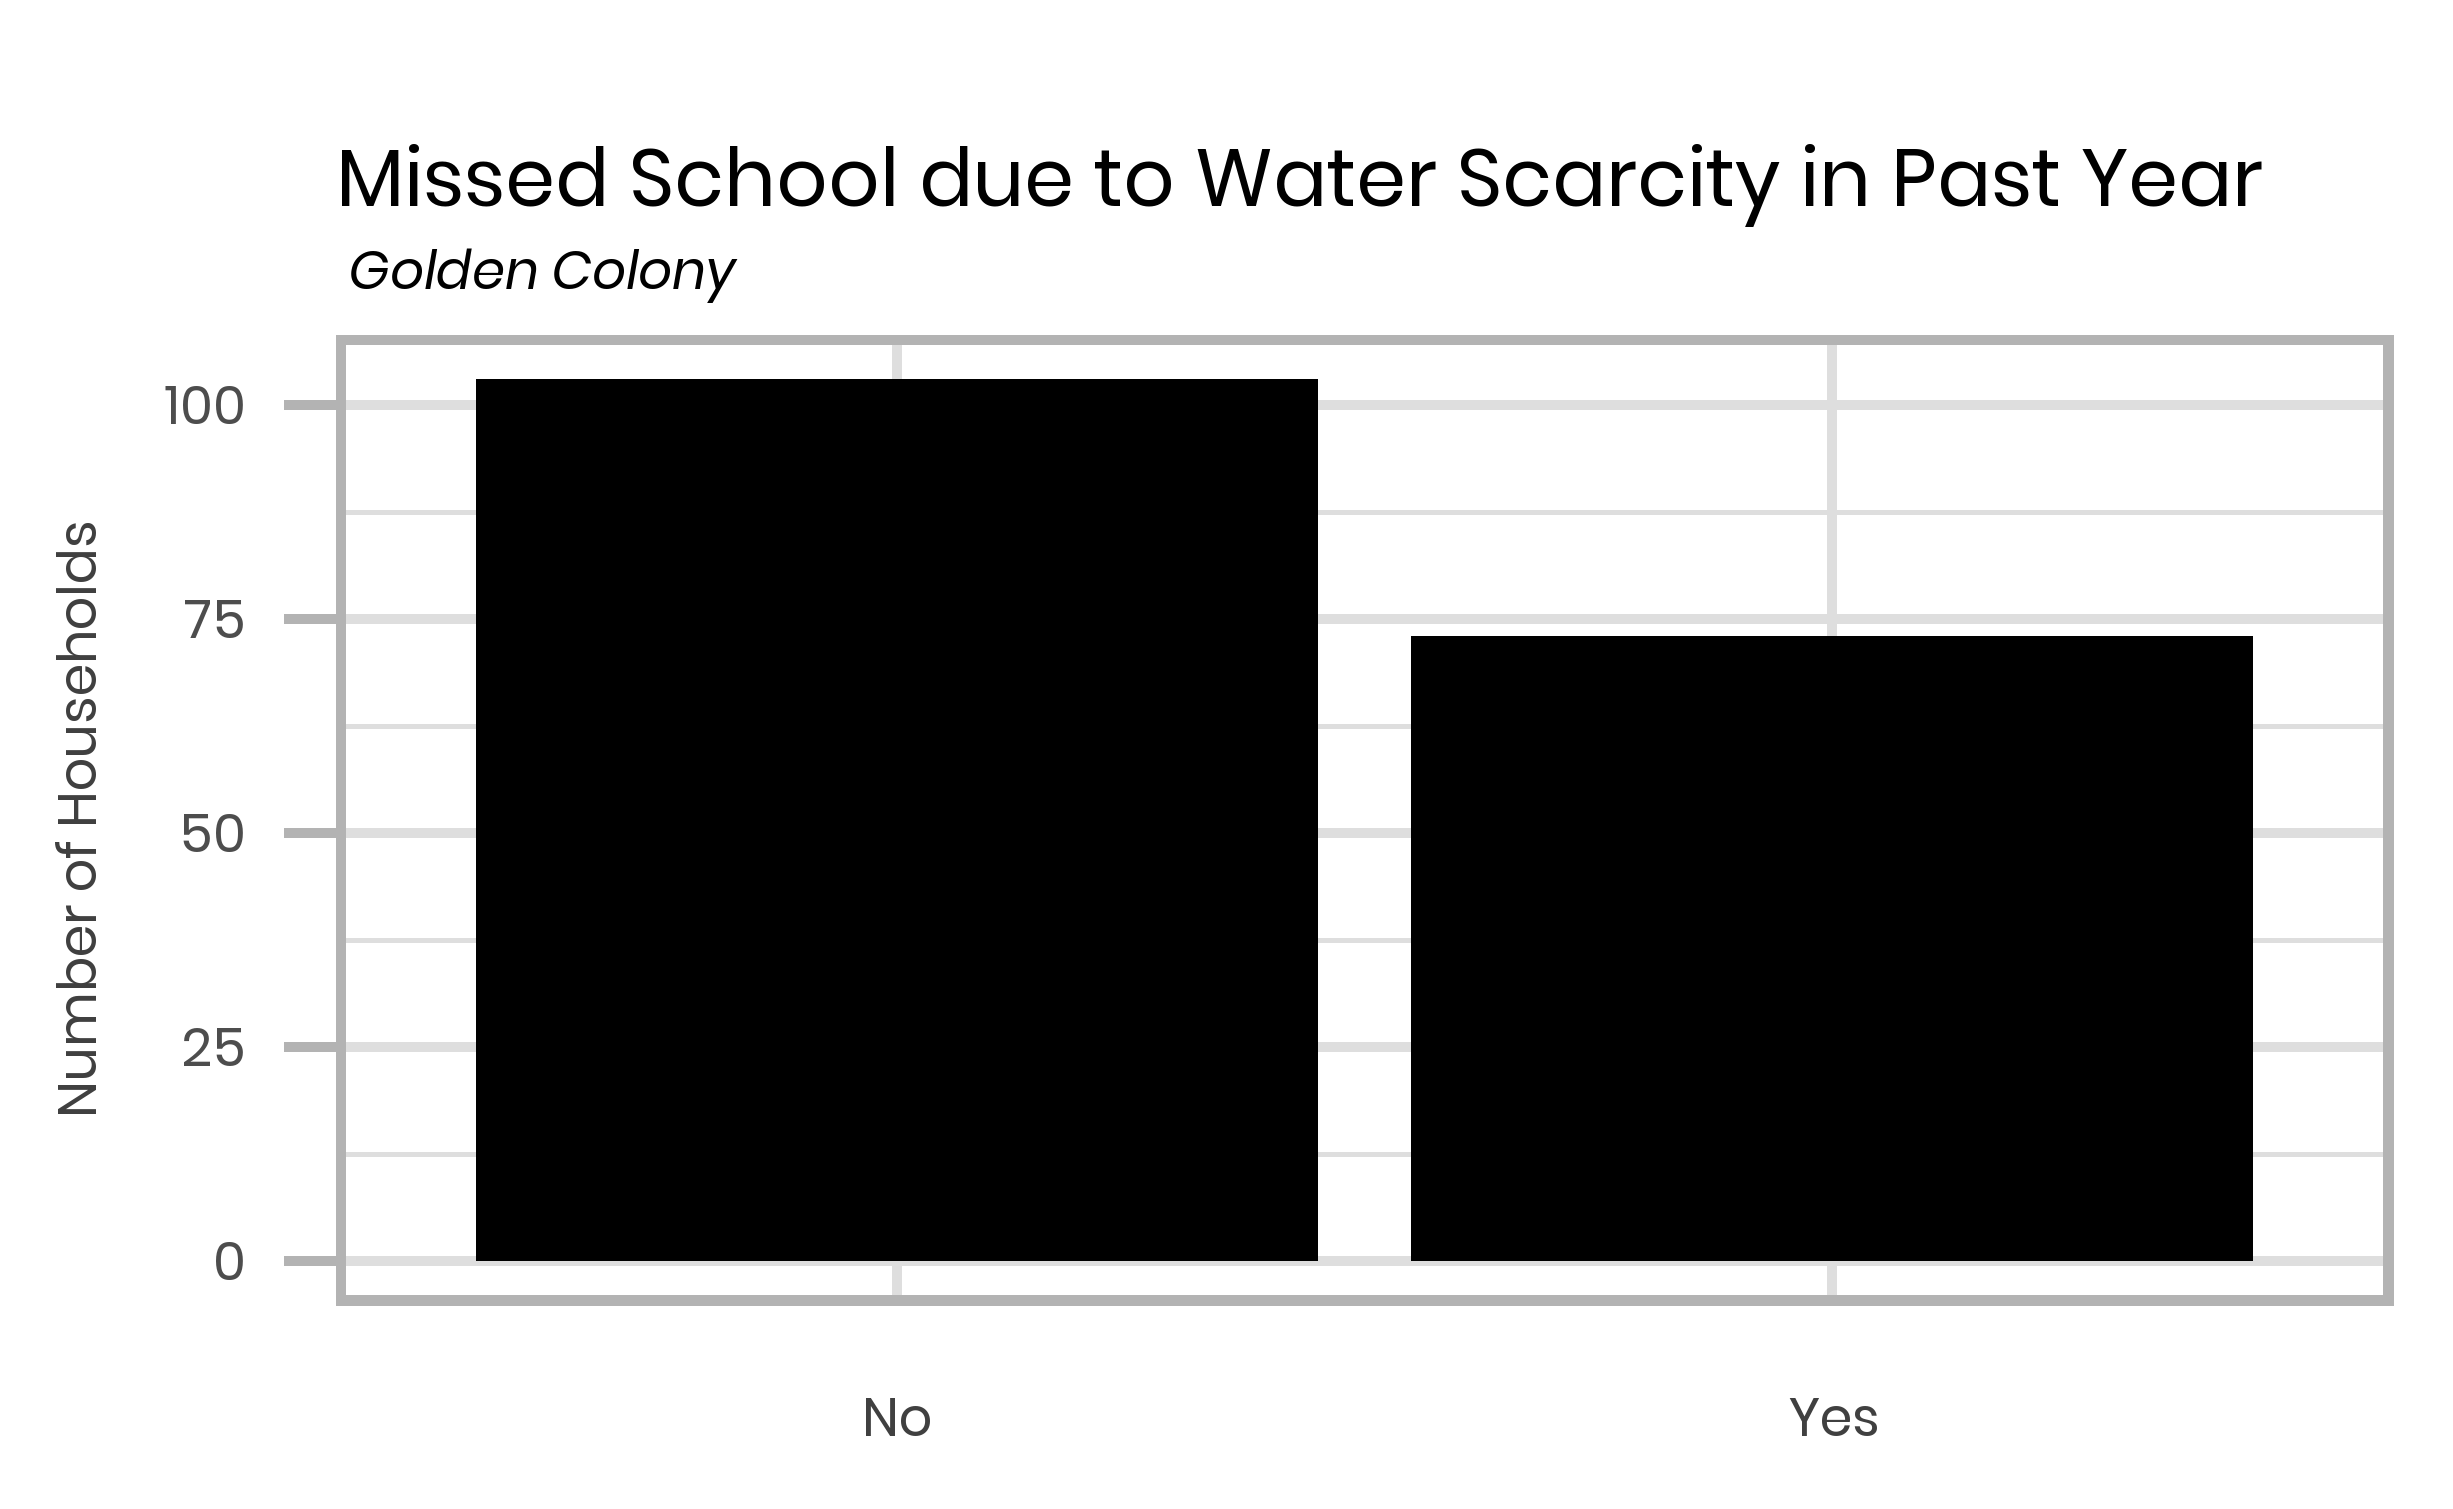 Missed School due to Water Scarcity in Past Year
Golden Colony
Number of Households
100
75
50
25
0
No
Yes